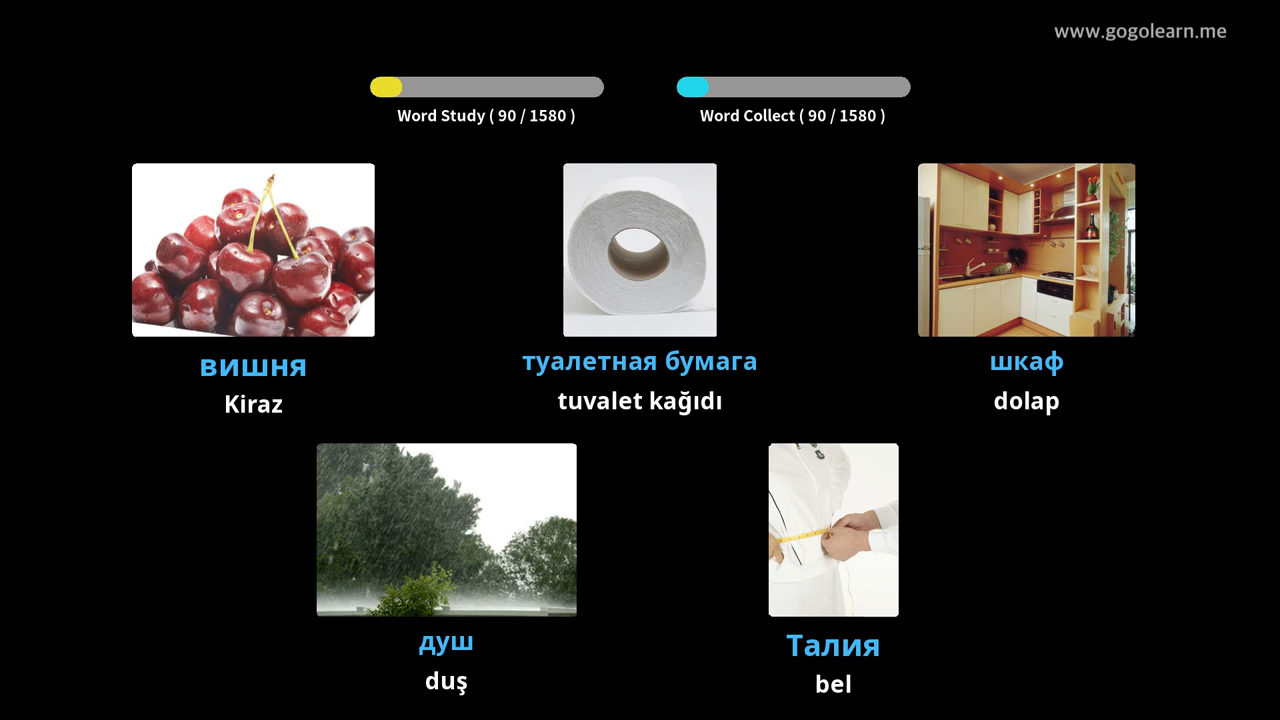 www.gogolearn.me
Word Study ( 90 / 1580 )
Word Collect ( 90 / 1580 )
вишня
Kiraz
туалетная бумага
tuvalet kağıdı
шкаф
dolap
душ
duş
Талия
bel